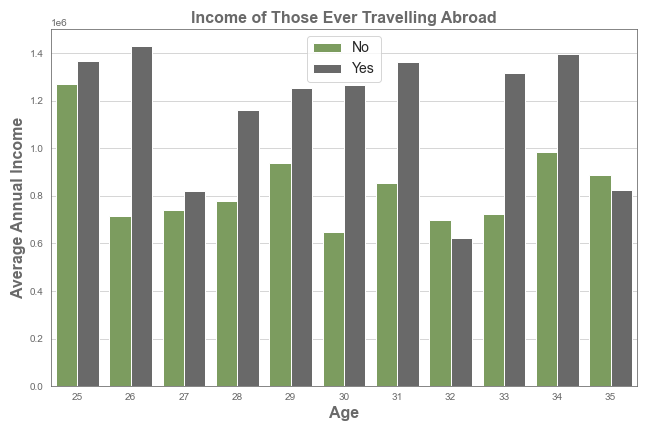 Income of Those Ever Travelling Abroad
1e6
No
Yes
1.4
1.2
1.0
0.8
0.6
0.4
0.2
0.0
Average Annual Income
25 26 27 28 29 30 31 32 33 34 35
Age